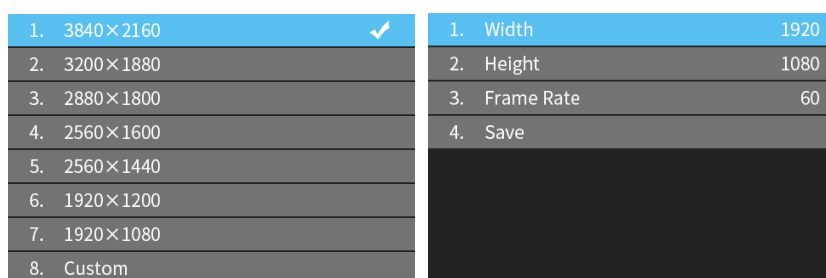 1. 3840×2160
2. 3200×1880
3. 2880×1800
4. 2560×1600
5. 2560×1440
6. 1920×1200
7. 1920×1080
8. Custom
1. Width 1920
2. Height 1080
3. Frame Rate 60
4. Save